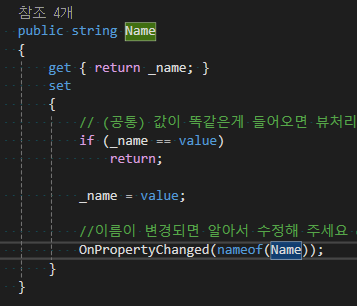 참조 4개
public string Name
{
get { return _name; }
set
{
// (공통) 값이 똑같은게 들어오면 뷰처리
if (_name == value)
return;
_name = value;
//이름이 변경되면 알아서 수정해 주세요
OnPropertyChanged(nameof(Name));
}
}